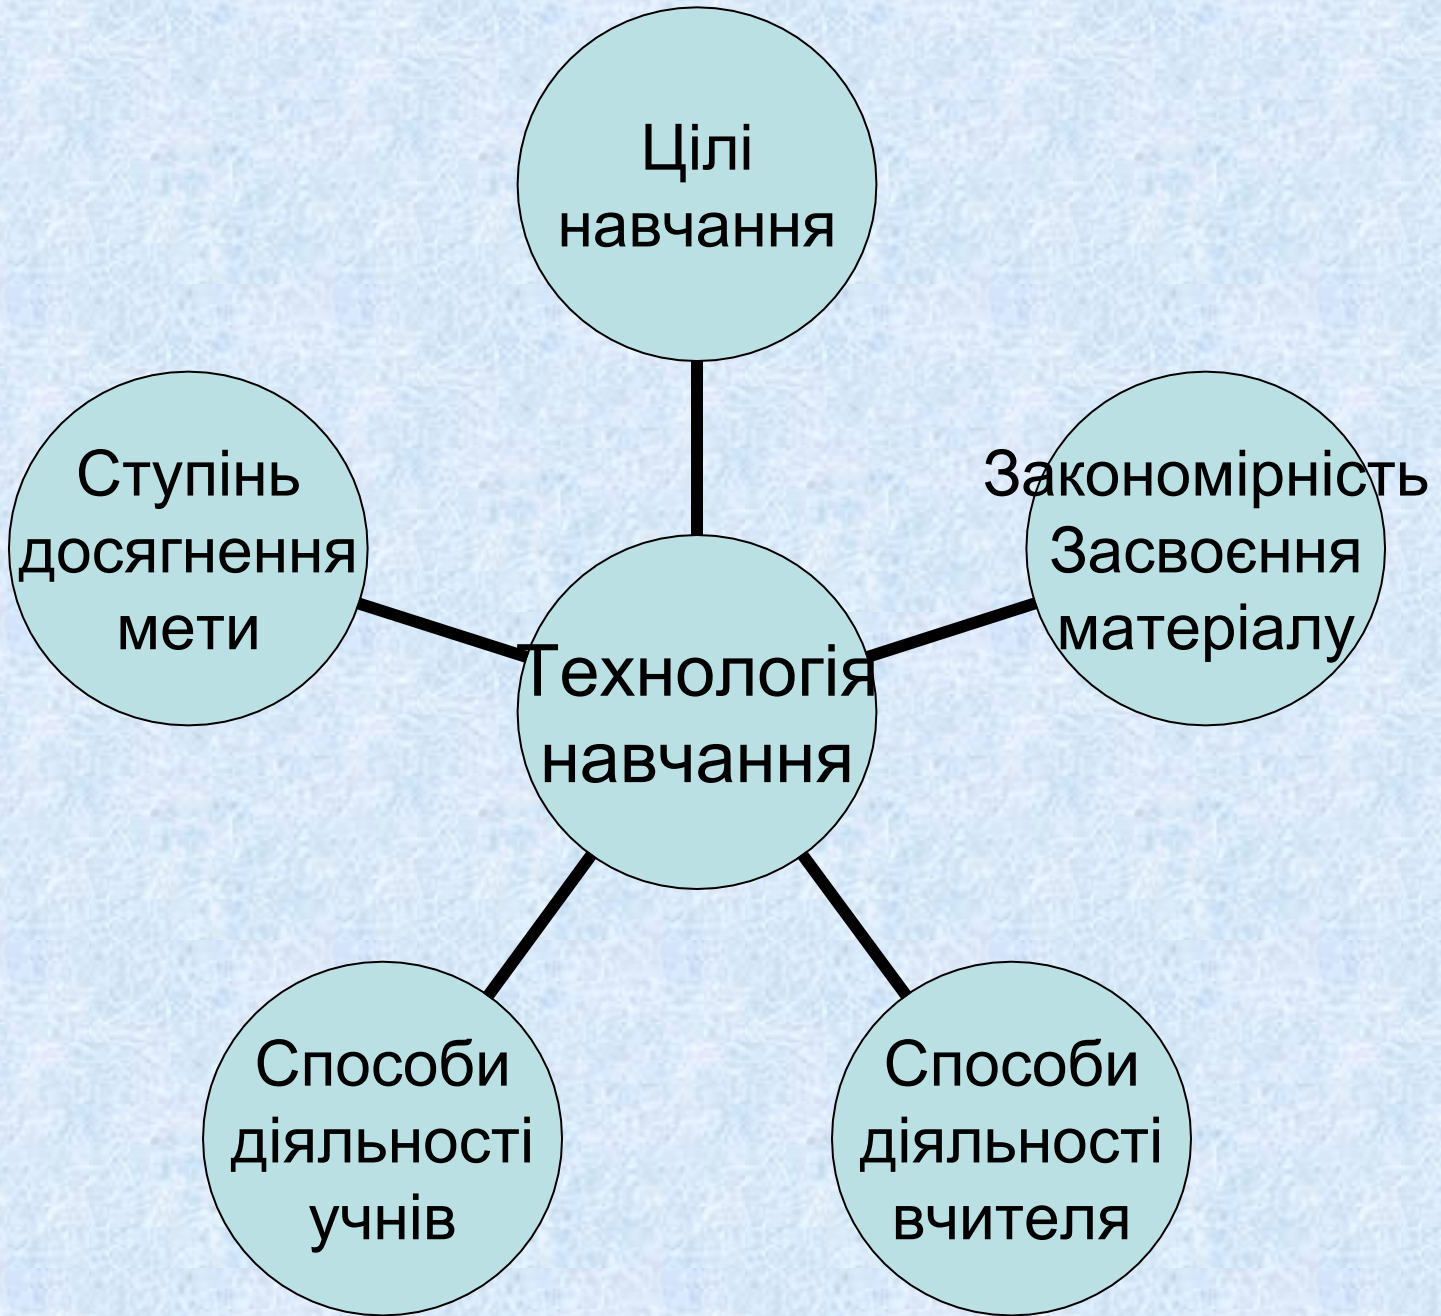 Цілі
навчання
Ступінь
досягнення
мети
Закономірність
Засвоєння
матеріалу
Технологія
навчання
Способи
діяльності
учнів
Способи
діяльності
вчителя